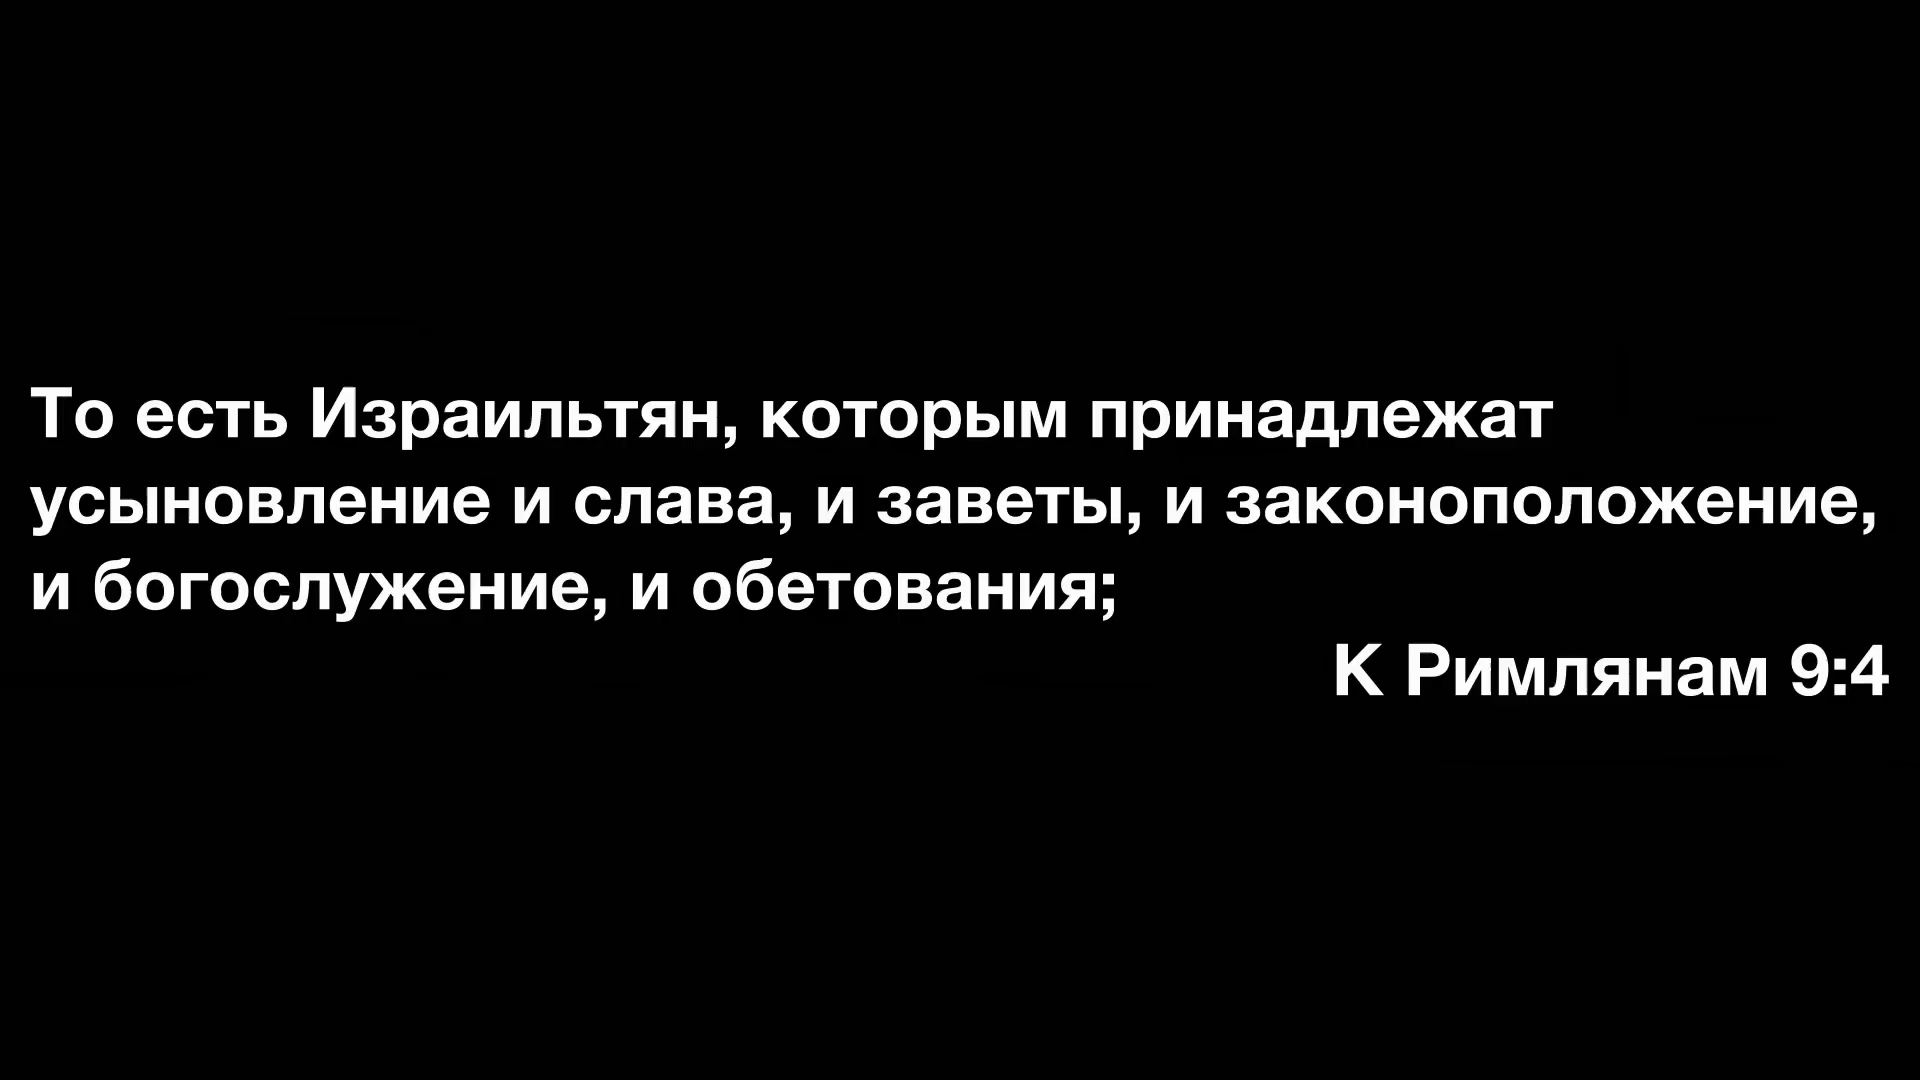 То есть Израильтян, которым принадлежат
усыновление и слава, и заветы, и законоположение,
и богослужение, и обетования;
К Римлянам 9:4